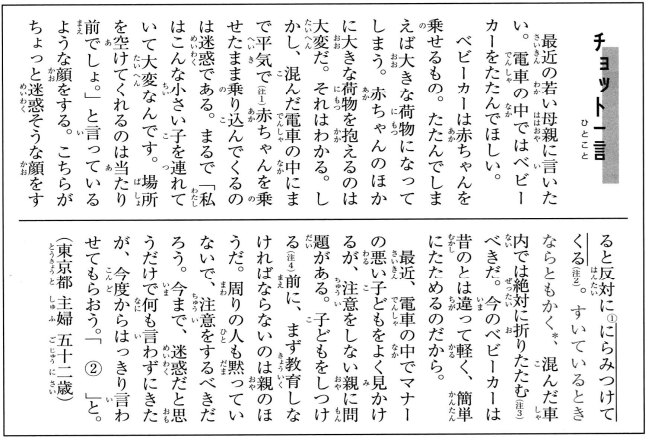 チョット一言
最近の若い母親に言いた
い。電車の中ではベビー
カーをたたんでほしい。
ベビーカーは赤ちゃんを
乗せるもの。たたんでしま
えば大きな荷物になって
しまう。赤ちゃんのほか
に大きな荷物を抱えるのは
大変だ。それはわかる。し
かし、混んだ電車の中にま
で平気で(注1)赤ちゃんを乗
せたまま乗り込んでくるの
は迷惑である。まるで「私
はこんな小さい子を連れて
いて大変なんです。場所
を空けてくれるのは当たり
前でしょ。」と言っている
ような顔をする。こちらが
ちょっと迷惑そうな顔をす
ると反対に①にらみつけて
くる(注2)。すいているとき
ならともかく*、混んだ車
内では絶対に折りたたむ(注3)
べきだ。今のベビーカーは
昔のとは違って軽く、簡単
にたためるのだから。
最近、電車の中でマナー
の悪い子どもをよく見かけ
るが、注意をしない親に問
題がある。子どもをしつけ
る(注4)前に、まず教育しな
ければならないのは親のほ
うだ。周りの人も黙ってい
ないで、注意をするべきだ
ろう。今まで、迷惑だと思
うだけで何も言わずにきた
が、今度からはっきり言わ
せてもらおう。「 ② 」と。
(東京都 主婦 五十二歳)